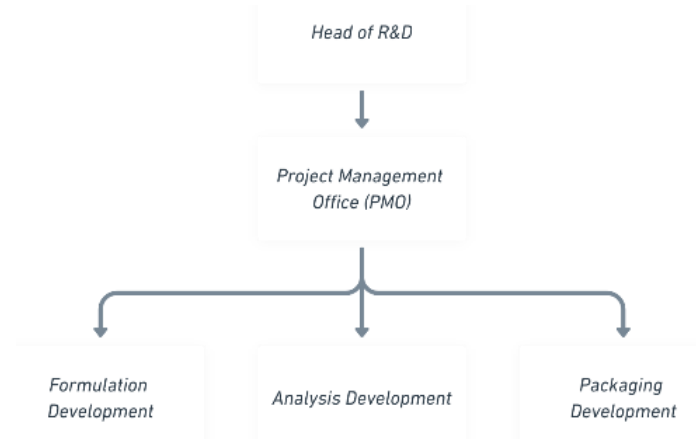 Head of R&D
Project Management
Office (PMO)
Formulation
Development
Analysis Development
Packaging
Development